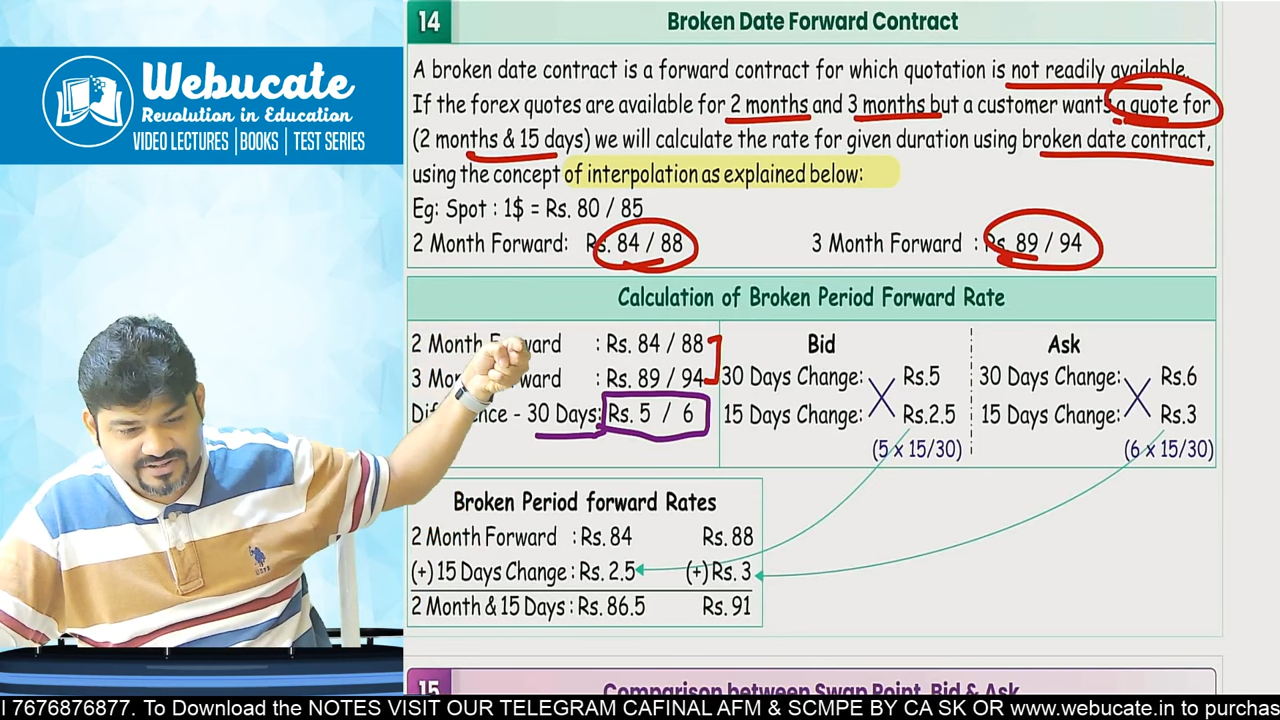 Webucate
Revolution in Education
VIDEO LECTURES | BOOKS | TEST SERIES
14 Broken Date Forward Contract
A broken date contract is a forward contract for which quotation is not readily available.
If the forex quotes are available for 2 months and 3 months but a customer wants a quote for
(2 months & 15 days) we will calculate the rate for given duration using broken date contract,
using the concept of interpolation as explained below:
Eg: Spot : 1$ = Rs. 80 / 85
2 Month Forward: Rs. 84 / 88 3 Month Forward : Rs. 89 / 94
Calculation of Broken Period Forward Rate
2 Month Forward : Rs. 84 / 88
3 Month Forward : Rs. 89 / 94
Difference - 30 Days: Rs. 5 / 6
Bid
30 Days Change: Rs.5
15 Days Change: Rs.2.5
(5 x 15/30)
Ask
30 Days Change: Rs.6
15 Days Change: Rs.3
(6 x 15/30)
Broken Period forward Rates
2 Month Forward : Rs. 84 Rs. 88
(+) 15 Days Change : Rs. 2.5 (+) Rs. 3
2 Month & 15 Days : Rs. 86.5 Rs. 91
15 Comparison between Swap Point, Bid & Ask
l 7676876877. To Download the NOTES VISIT OUR TELEGRAM CAFINAL AFM & SCMPE BY CA SK OR www.webucate.in to purchas